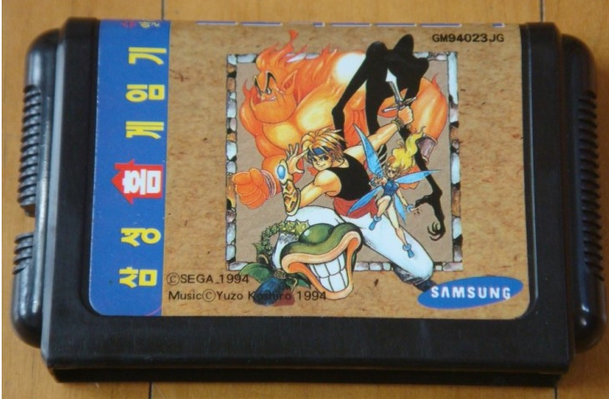 GM94023JG
삼성 홈 게임기
©SEGA 1994
Music©Yuzo Koshiro 1994
SAMSUNG